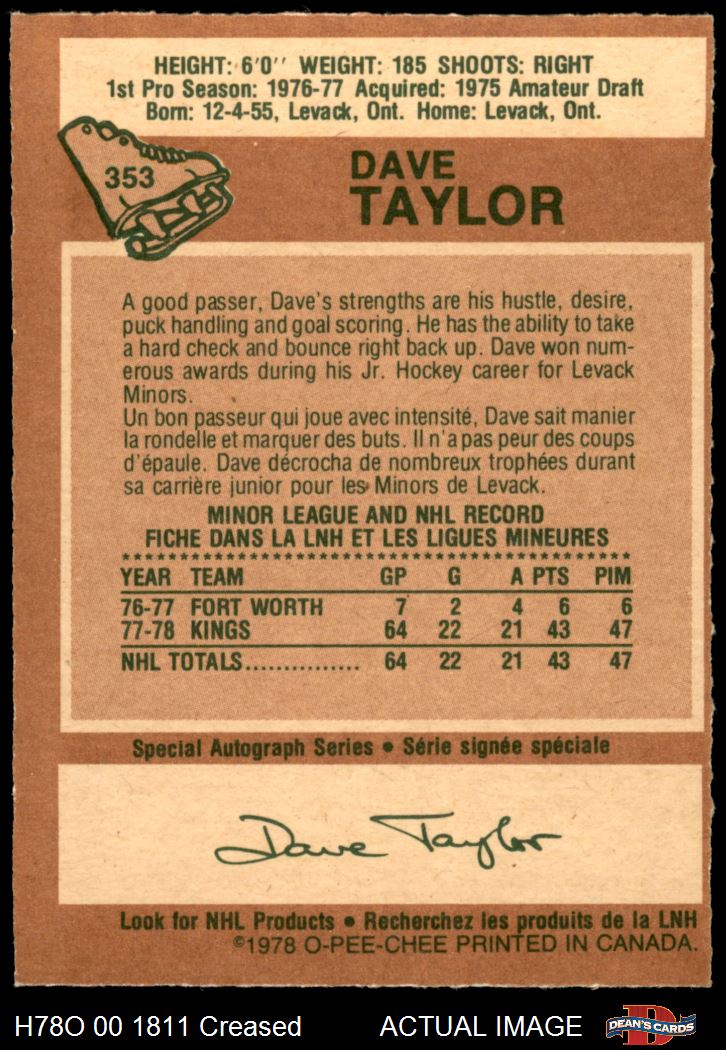 HEIGHT: 6'0'' WEIGHT: 185 SHOOTS: RIGHT
1st Pro Season: 1976-77 Acquired: 1975 Amateur Draft
Born: 12-4-55, Levack, Ont. Home: Levack, Ont.
353
DAVE
TAYLOR
A good passer, Dave's strengths are his hustle, desire,
puck handling and goal scoring. He has the ability to take
a hard check and bounce right back up. Dave won num-
erous awards during his Jr. Hockey career for Levack
Minors.
Un bon passeur qui joue avec intensité, Dave sait manier
la rondelle et marquer des buts. Il n'a pas peur des coups
d'épaule. Dave décrocha de nombreux trophées durant
sa carrière junior pour les Minors de Levack.
MINOR LEAGUE AND NHL RECORD
FICHE DANS LA LNH ET LES LIGUES MINEURES
YEAR TEAM GP G A PTS PIM
76-77 FORT WORTH 7 2 4 6 6
77-78 KINGS 64 22 21 43 47
NHL TOTALS............... 64 22 21 43 47
Special Autograph Series • Série signée spéciale
Dave Taylor
Look for NHL Products • Recherchez les produits de la LNH
©1978 O-PEE-CHEE PRINTED IN CANADA.
H78O 00 1811 Creased ACTUAL IMAGE
D
DEAN'S CARDS